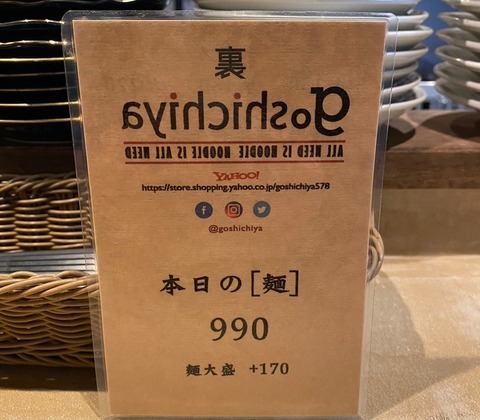 裏
goshichiya
ALL NEED IS NOODLE NOODLE IS ALL NEED
YAHOO!
https://store.shopping.yahoo.co.jp/goshichiya578
@goshichiya
本日の[麺]
990
麺大盛 +170